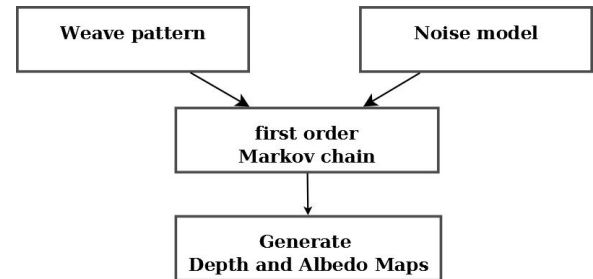 Weave pattern
Noise model
first order
Markov chain
Generate
Depth and Albedo Maps